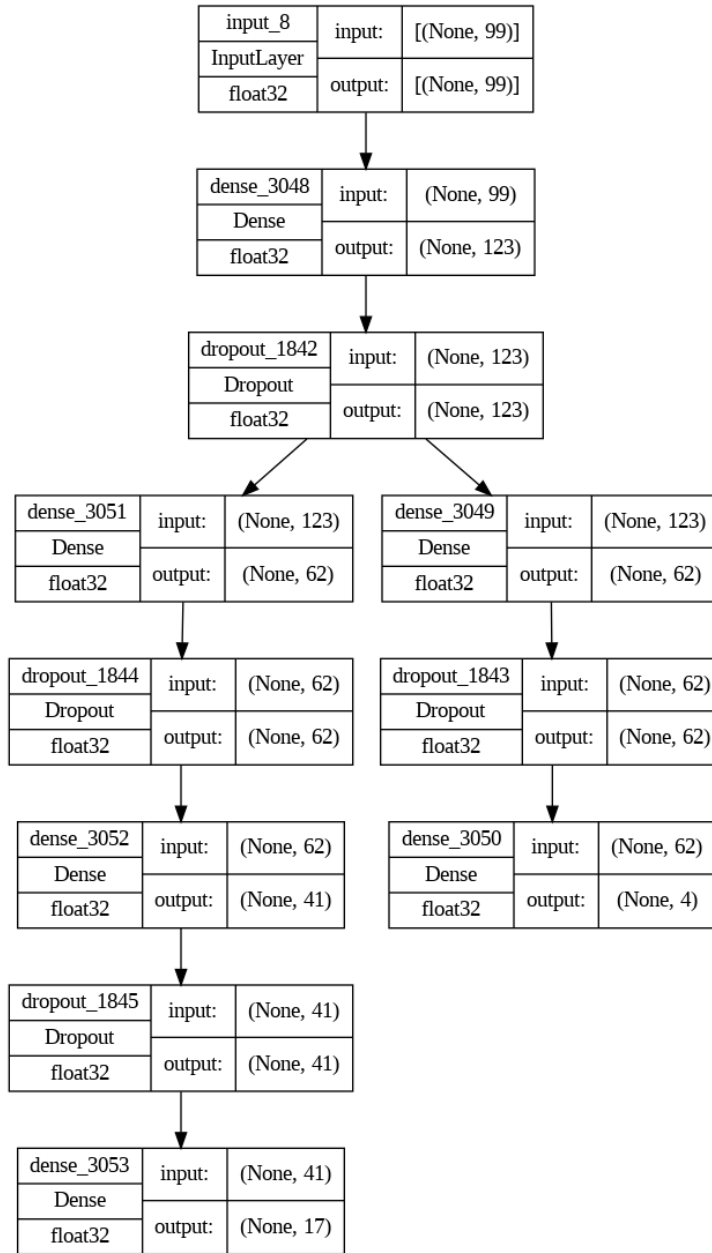 input_8 input: [(None, 99)]
InputLayer
float32 output: [(None, 99)]
dense_3048 input: (None, 99)
Dense
float32 output: (None, 123)
dropout_1842 input: (None, 123)
Dropout
float32 output: (None, 123)
dense_3051 input: (None, 123)
Dense
float32 output: (None, 62)
dense_3049 input: (None, 123)
Dense
float32 output: (None, 62)
dropout_1844 input: (None, 62)
Dropout
float32 output: (None, 62)
dropout_1843 input: (None, 62)
Dropout
float32 output: (None, 62)
dense_3052 input: (None, 62)
Dense
float32 output: (None, 41)
dense_3050 input: (None, 62)
Dense
float32 output: (None, 4)
dropout_1845 input: (None, 41)
Dropout
float32 output: (None, 41)
dense_3053 input: (None, 41)
Dense
float32 output: (None, 17)